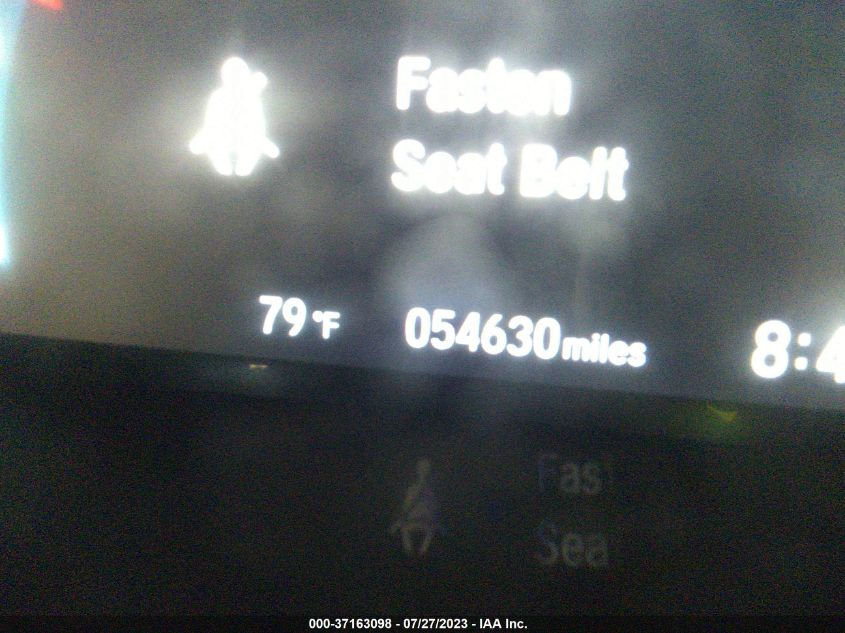 Fasten
Seat Belt
79°F 054630 miles 8:4
Fas
Sea
000-37163098 - 07/27/2023 - IAA Inc.